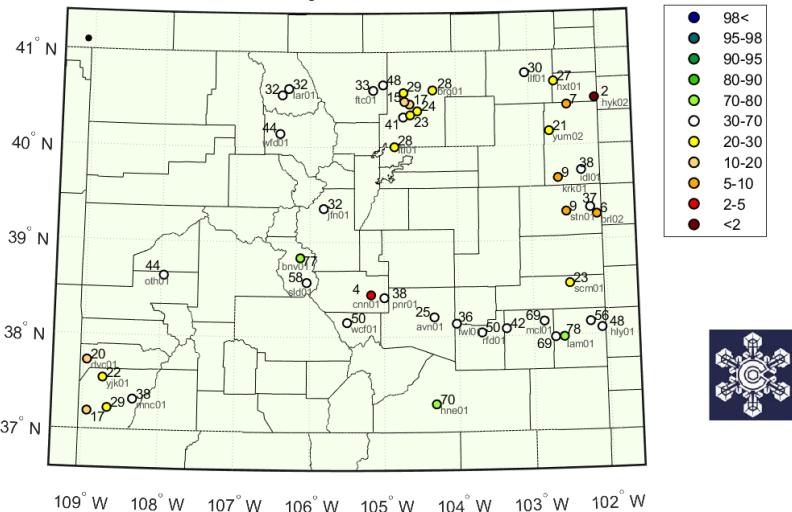 41° N
40° N
39° N
38° N
37° N
109° W
108° W
107° W
106° W
105° W
104° W
103° W
102° W
32
32
lar01
33
ftc01
48
29
28
brg01
15
17
24
41
23
28
44
wfd01
30
ilf01
27
hxt01
7
2
hyk02
21
yum02
38
idl01
9
krk01
37
9
stn01
6
32
jfn01
77
bnv01
58
sld01
44
oth01
4
cnn01
38
pnr01
50
wcf01
25
avn01
36
50
rfd01
42
69
mcl01
69
78
lam01
56
48
hly01
23
scm01
20
22
yjk01
38
mnc01
29
17
70
hne01
98<
95-98
90-95
80-90
70-80
30-70
20-30
10-20
5-10
2-5
<2